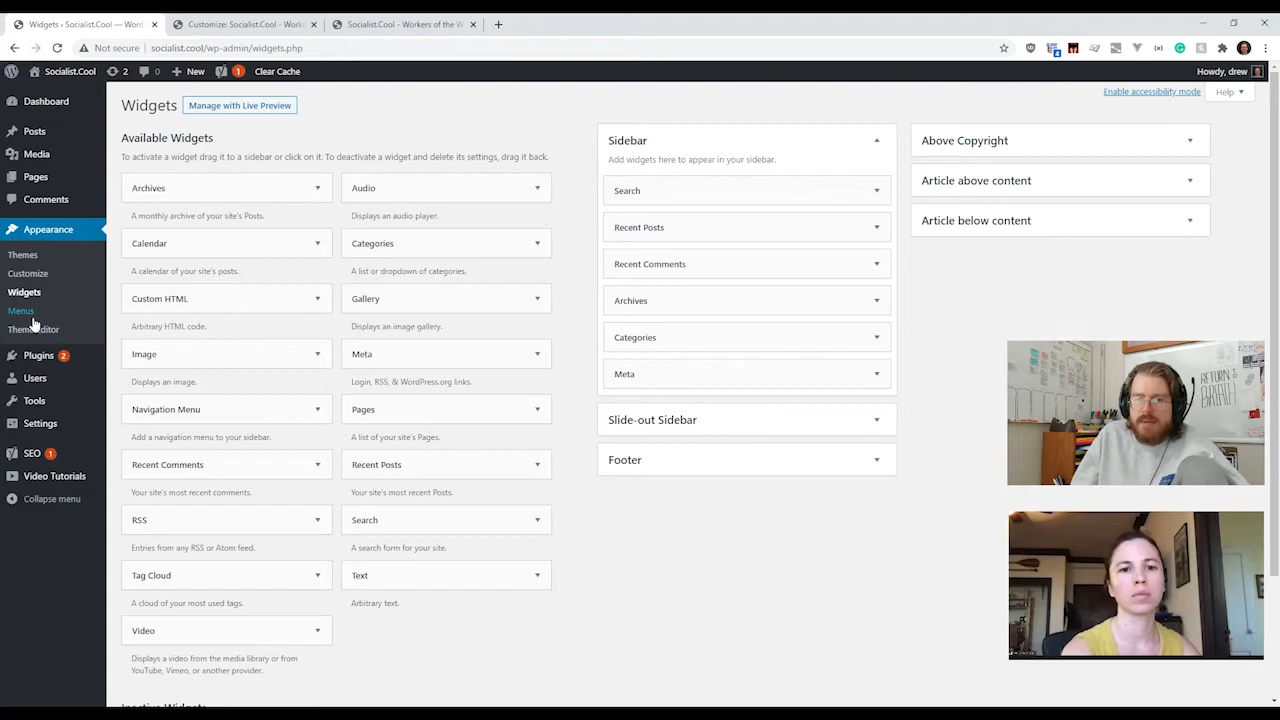 Widgets ‹ Socialist.Cool — Word
Customize: Socialist.Cool - Worke
Socialist.Cool - Workers of the W
Not secure
socialist.cool/wp-admin/widgets.php
Socialist.Cool
2
0
New
1
Clear Cache
Howdy, drew
Dashboard
Posts
Media
Pages
Comments
Appearance
Themes
Customize
Widgets
Menus
Theme Editor
Plugins 2
Users
Tools
Settings
SEO 1
Video Tutorials
Collapse menu
Enable accessibility mode
Help
Widgets
Manage with Live Preview
Available Widgets
To activate a widget drag it to a sidebar or click on it. To deactivate a widget and delete its settings, drag it back.
Archives
A monthly archive of your site's Posts.
Audio
Displays an audio player.
Calendar
A calendar of your site's posts.
Categories
A list or dropdown of categories.
Custom HTML
Arbitrary HTML code.
Gallery
Displays an image gallery.
Image
Displays an image.
Meta
Login, RSS, & WordPress.org links.
Navigation Menu
Add a navigation menu to your sidebar.
Pages
A list of your site's Pages.
Recent Comments
Your site's most recent comments.
Recent Posts
Your site's most recent Posts.
RSS
Entries from any RSS or Atom feed.
Search
A search form for your site.
Tag Cloud
A cloud of your most used tags.
Text
Arbitrary text.
Video
Displays a video from the media library or from
YouTube, Vimeo, or another provider.
Inactive Widgets
Sidebar
Add widgets here to appear in your sidebar.
Search
Recent Posts
Recent Comments
Archives
Categories
Meta
Slide-out Sidebar
Footer
Above Copyright
Article above content
Article below content
RETURN